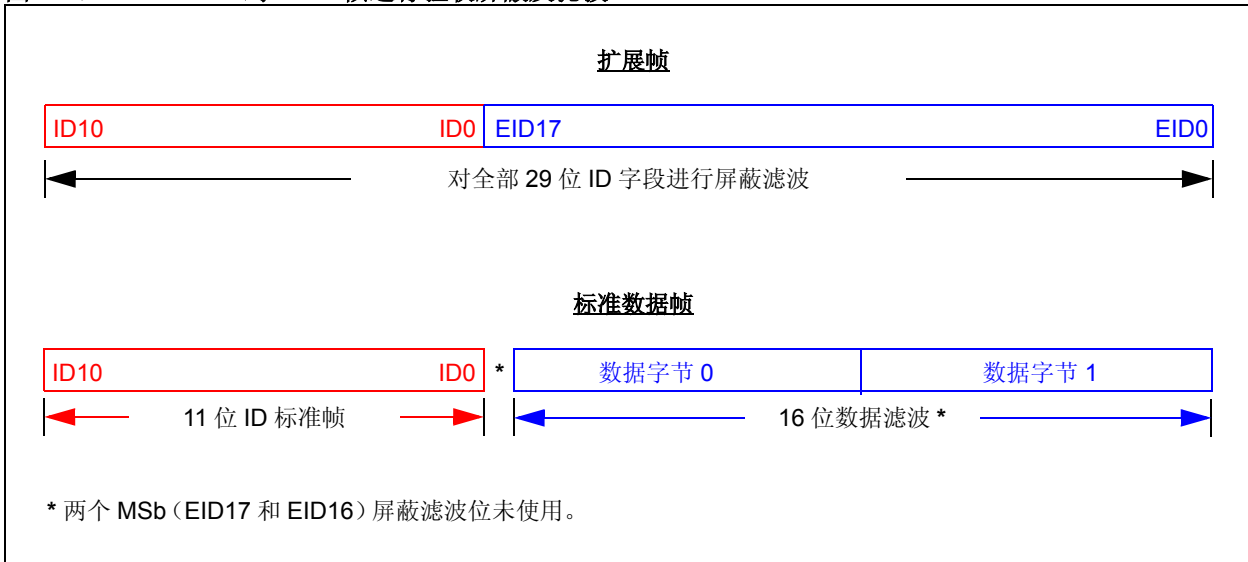 扩展帧
ID10 ID0 EID17 EID0
对全部 29 位 ID 字段进行屏蔽滤波
标准数据帧
ID10 ID0 * 数据字节 0 数据字节 1
11 位 ID 标准帧 16 位数据滤波 *
* 两个 MSb（EID17 和 EID16）屏蔽滤波位未使用。